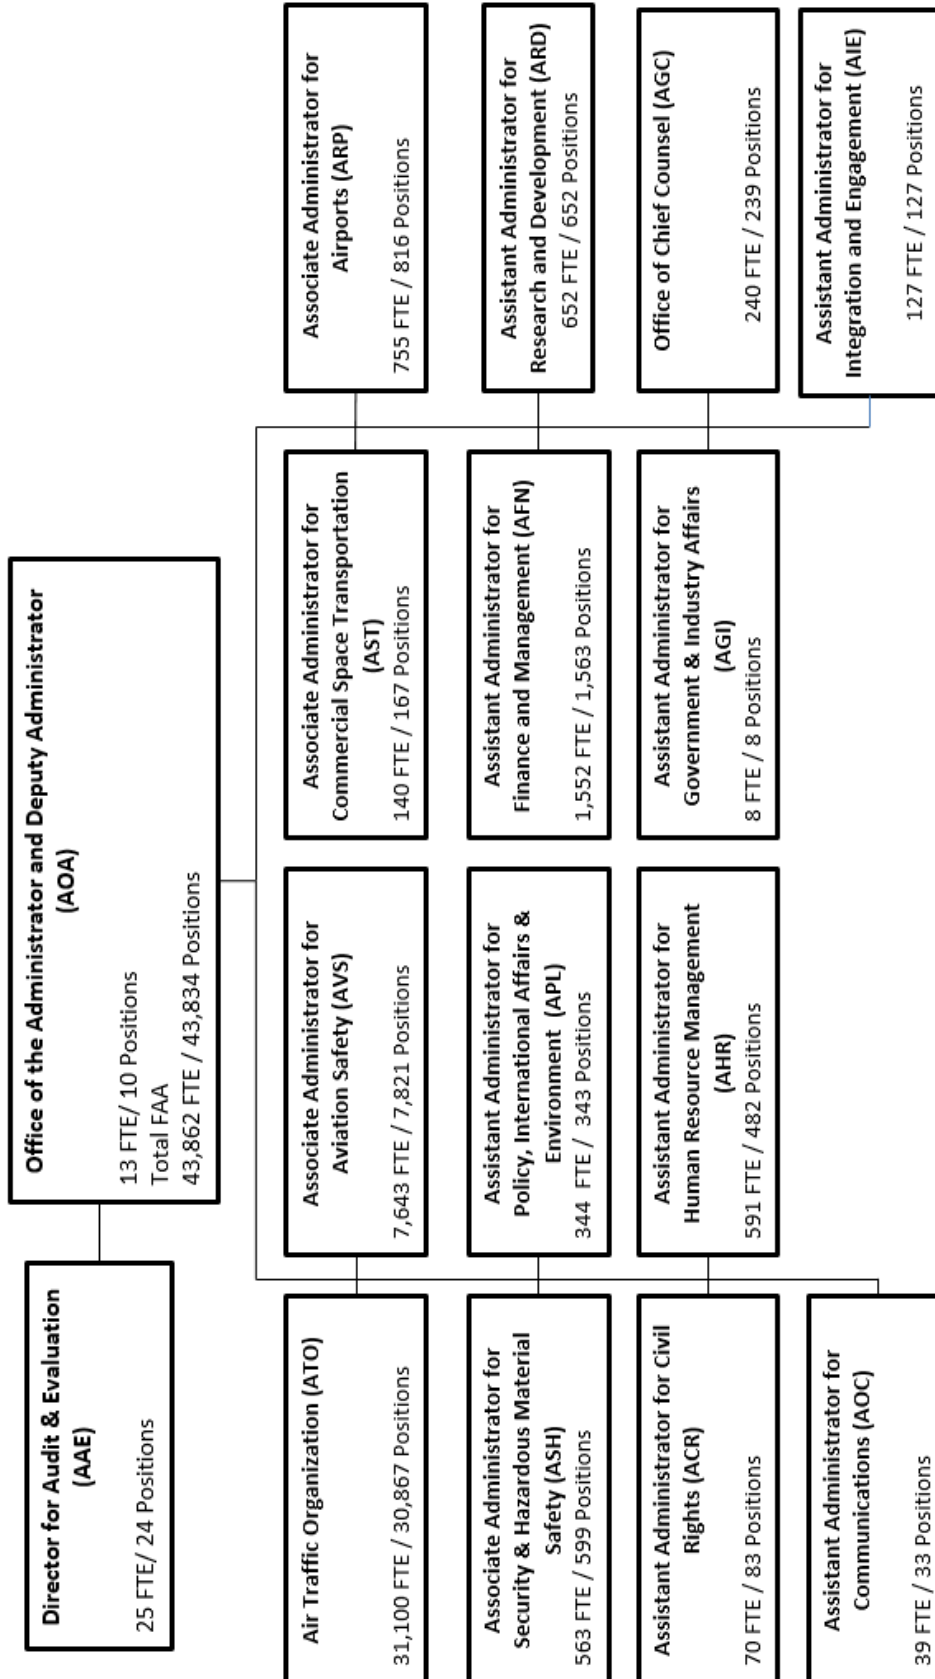 Office of the Administrator and Deputy Administrator
(AOA)
13 FTE/ 10 Positions
Total FAA
43,862 FTE / 43,834 Positions
Director for Audit & Evaluation
(AAE)
25 FTE/ 24 Positions
Air Traffic Organization (ATO)
31,100 FTE / 30,867 Positions
Associate Administrator for
Aviation Safety (AVS)
7,643 FTE / 7,821 Positions
Associate Administrator for
Commercial Space Transportation
(AST)
140 FTE / 167 Positions
Associate Administrator for
Airports (ARP)
755 FTE / 816 Positions
Associate Administrator for
Security & Hazardous Material
Safety (ASH)
563 FTE / 599 Positions
Assistant Administrator for
Policy, International Affairs &
Environment (APL)
344 FTE / 343 Positions
Assistant Administrator for
Finance and Management (AFN)
1,552 FTE / 1,563 Positions
Assistant Administrator for
Research and Development (ARD)
652 FTE / 652 Positions
Assistant Administrator for Civil
Rights (ACR)
70 FTE / 83 Positions
Assistant Administrator for
Human Resource Management
(AHR)
591 FTE / 482 Positions
Assistant Administrator for
Government & Industry Affairs
(AGI)
8 FTE / 8 Positions
Office of Chief Counsel (AGC)
240 FTE / 239 Positions
Assistant Administrator for
Communications (AOC)
39 FTE / 33 Positions
Assistant Administrator for
Integration and Engagement (AIE)
127 FTE / 127 Positions